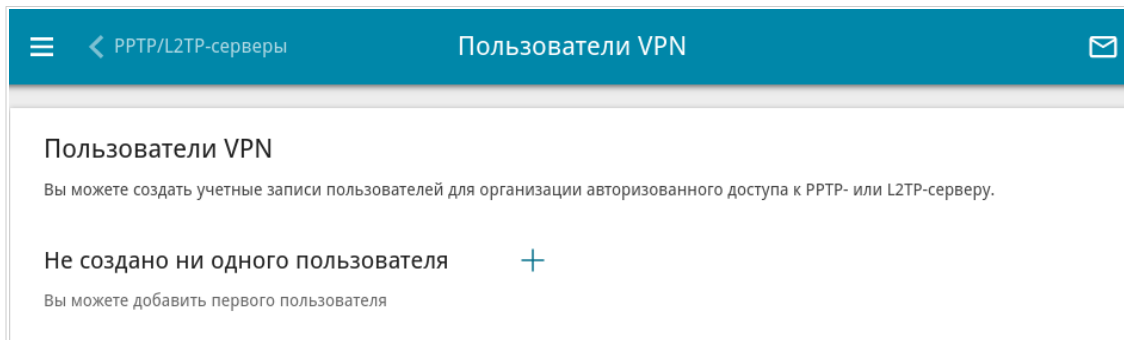 PPTP/L2TP-серверы
Пользователи VPN
Пользователи VPN
Вы можете создать учетные записи пользователей для организации авторизованного доступа к PPTP- или L2TP-серверу.
Не создано ни одного пользователя
Вы можете добавить первого пользователя